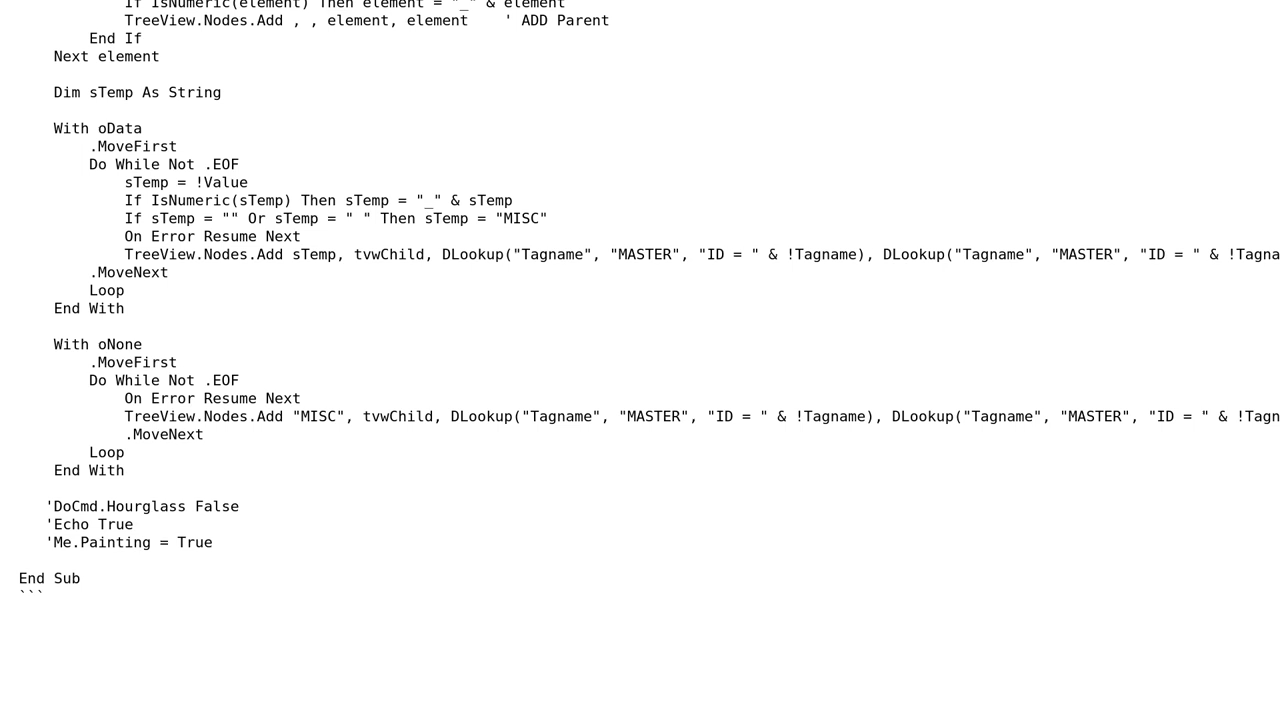 If IsNumeric(element) Then element = "_" & element
TreeView.Nodes.Add , , element, element    ' ADD Parent
End If
Next element
Dim sTemp As String
With oData
.MoveFirst
Do While Not .EOF
sTemp = !Value
If IsNumeric(sTemp) Then sTemp = "_" & sTemp
If sTemp = "" Or sTemp = " " Then sTemp = "MISC"
On Error Resume Next
TreeView.Nodes.Add sTemp, tvwChild, DLookup("Tagname", "MASTER", "ID = " & !Tagname), DLookup("Tagname", "MASTER", "ID = " & !Tagna
.MoveNext
Loop
End With
With oNone
.MoveFirst
Do While Not .EOF
On Error Resume Next
TreeView.Nodes.Add "MISC", tvwChild, DLookup("Tagname", "MASTER", "ID = " & !Tagname), DLookup("Tagname", "MASTER", "ID = " & !Tagn
.MoveNext
Loop
End With
'DoCmd.Hourglass False
'Echo True
'Me.Painting = True
End Sub
```